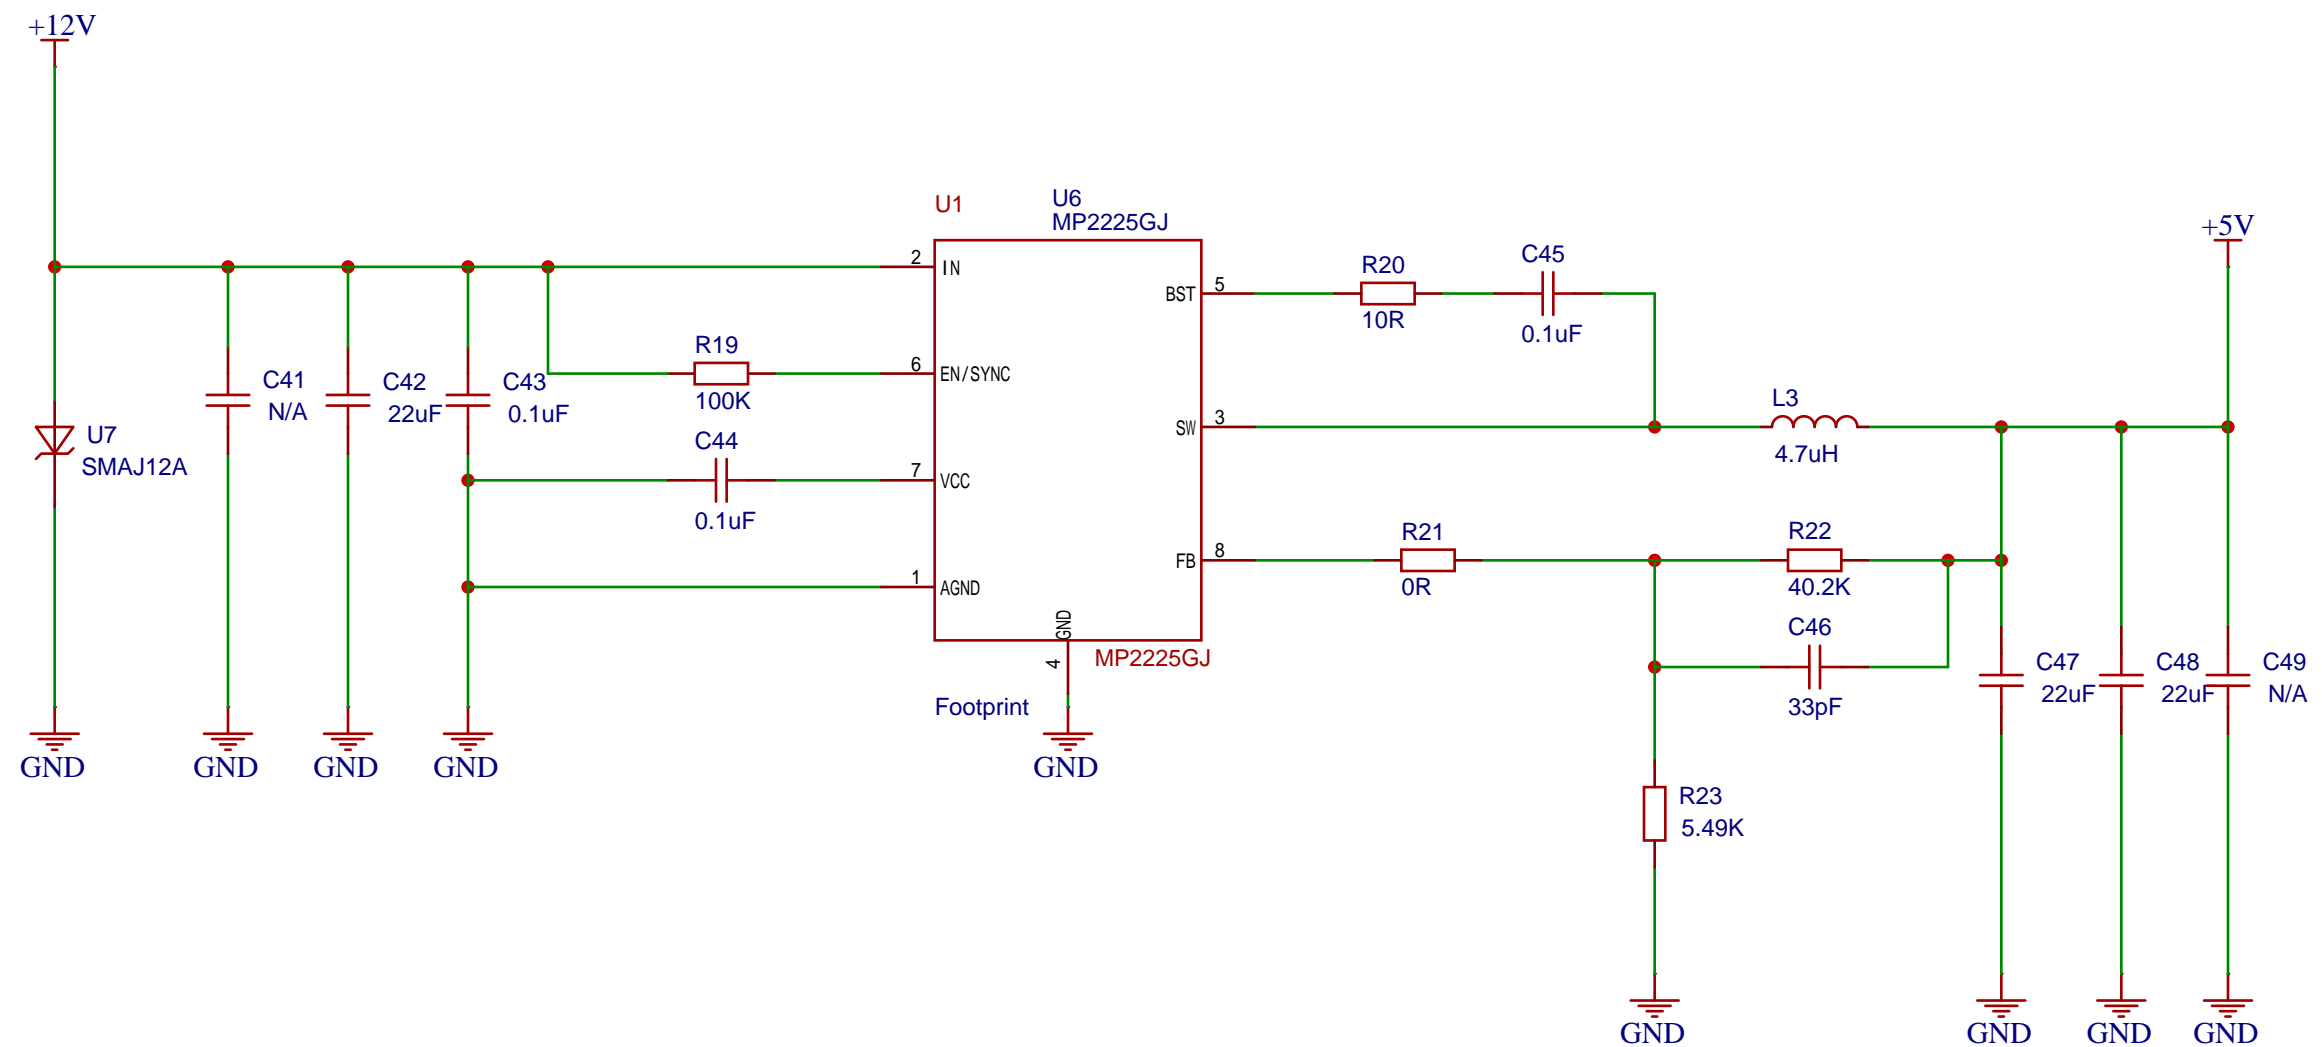 +12V
U7
SMAJ12A
GND
C41
N/A
GND
C42
22uF
GND
C43
0.1uF
GND
R19
100K
C44
0.1uF
U1
U6
MP2225GJ
2
IN
6
EN/SYNC
7
VCC
1
AGND
GND
4
5
BST
3
SW
8
FB
MP2225GJ
Footprint
GND
R20
10R
C45
0.1uF
L3
4.7uH
+5V
R21
0R
R22
40.2K
C46
33pF
R23
5.49K
GND
C47
22uF
GND
C48
22uF
GND
C49
N/A
GND